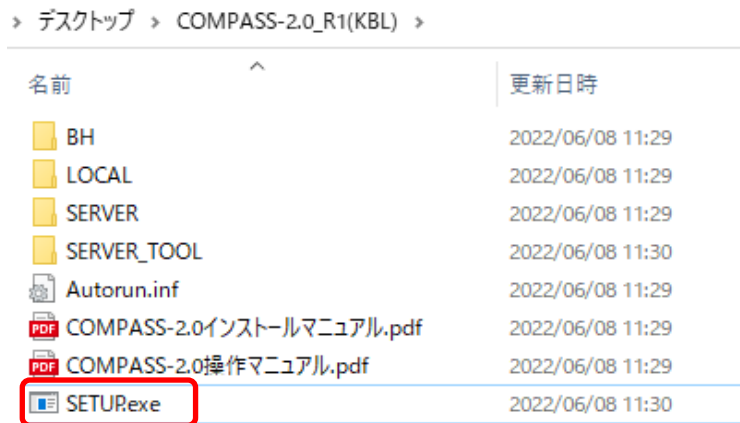 > デスクトップ > COMPASS-2.0_R1(KBL) >
名前 更新日時
BH 2022/06/08 11:29
LOCAL 2022/06/08 11:29
SERVER 2022/06/08 11:29
SERVER_TOOL 2022/06/08 11:30
Autorun.inf 2022/06/08 11:29
PDF COMPASS-2.0インストールマニュアル.pdf 2022/06/08 11:29
PDF COMPASS-2.0操作マニュアル.pdf 2022/06/08 11:29
SETUP.exe 2022/06/08 11:30